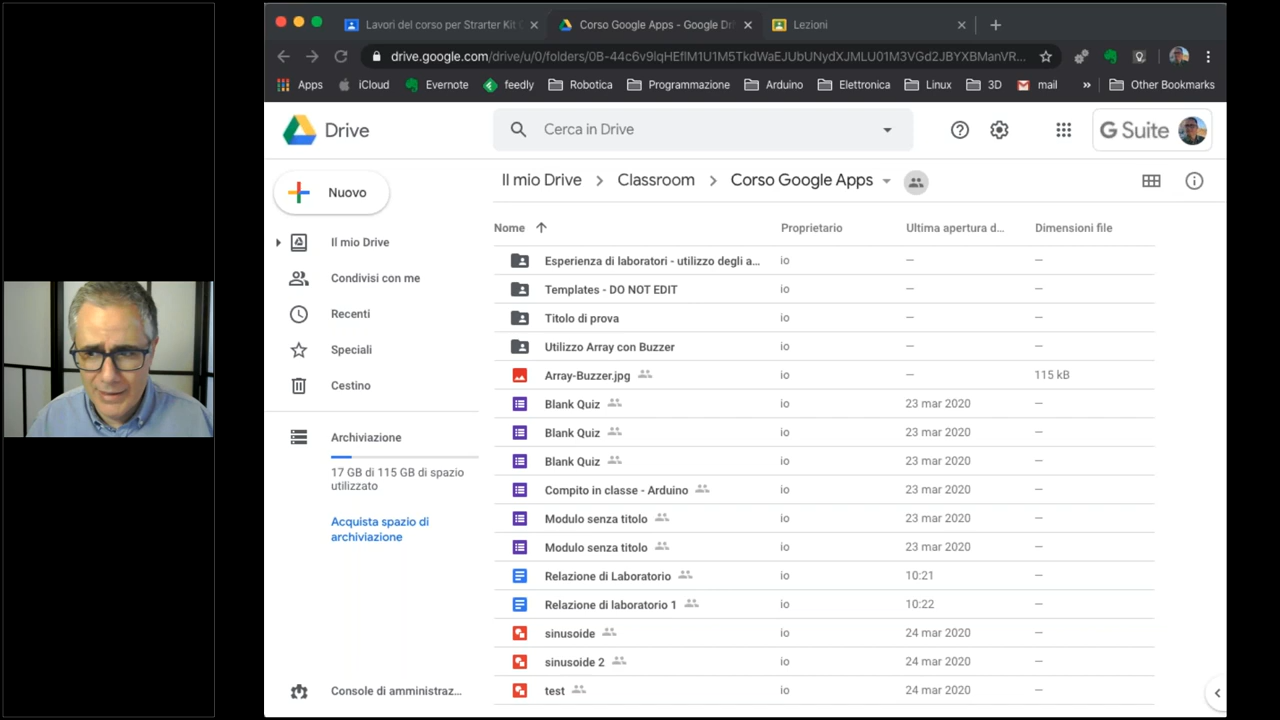 Lavori del corso per Strarter Kit C
Corso Google Apps - Google Dri
Lezioni
drive.google.com/drive/u/0/folders/
Apps
iCloud
Evernote
feedly
Robotica
Programmazione
Arduino
Elettronica
Linux
3D
mail
»
Other Bookmarks
Drive
Cerca in Drive
G Suite
Nuovo
Il mio Drive > Classroom > Corso Google Apps
Nome
Proprietario
Ultima apertura d...
Dimensioni file
Il mio Drive
Condivisi con me
Recenti
Speciali
Cestino
Archiviazione
17 GB di 115 GB di spazio
utilizzato
Acquista spazio di
archiviazione
Console di amministraz...
Esperienza di laboratori - utilizzo degli a... io — —
Templates - DO NOT EDIT io — —
Titolo di prova io — —
Utilizzo Array con Buzzer io — —
Array-Buzzer.jpg io — 115 kB
Blank Quiz io 23 mar 2020 —
Blank Quiz io 23 mar 2020 —
Blank Quiz io 23 mar 2020 —
Compito in classe - Arduino io 23 mar 2020 —
Modulo senza titolo io 23 mar 2020 —
Modulo senza titolo io 23 mar 2020 —
Relazione di Laboratorio io 10:21 —
Relazione di laboratorio 1 io 10:22 —
sinusoide io 24 mar 2020 —
sinusoide 2 io 24 mar 2020 —
test io 24 mar 2020 —